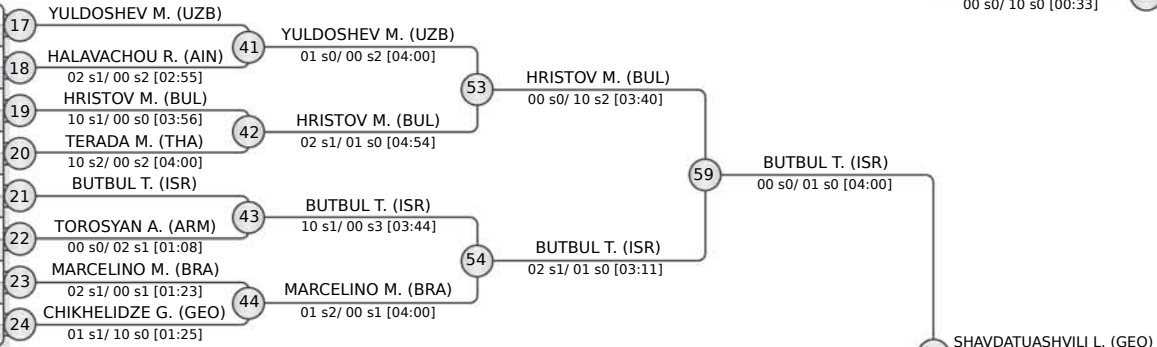 00 s0/ 10 s0 [00:33]
17
YULDOSHEV M. (UZB)
41
YULDOSHEV M. (UZB)
01 s0/ 00 s2 [04:00]
18
HALAVACHOU R. (AIN)
02 s1/ 00 s2 [02:55]
53
HRISTOV M. (BUL)
00 s0/ 10 s2 [03:40]
19
HRISTOV M. (BUL)
10 s1/ 00 s0 [03:56]
42
HRISTOV M. (BUL)
02 s1/ 01 s0 [04:54]
20
TERADA M. (THA)
10 s2/ 00 s2 [04:00]
59
BUTBUL T. (ISR)
00 s0/ 01 s0 [04:00]
21
BUTBUL T. (ISR)
43
BUTBUL T. (ISR)
10 s1/ 00 s3 [03:44]
22
TOROSYAN A. (ARM)
00 s0/ 02 s1 [01:08]
54
BUTBUL T. (ISR)
02 s1/ 01 s0 [03:11]
23
MARCELINO M. (BRA)
02 s1/ 00 s1 [01:23]
44
MARCELINO M. (BRA)
01 s2/ 00 s1 [04:00]
24
CHIKHELIDZE G. (GEO)
01 s1/ 10 s0 [01:25]
SHAVDATUASHVILI L. (GEO)